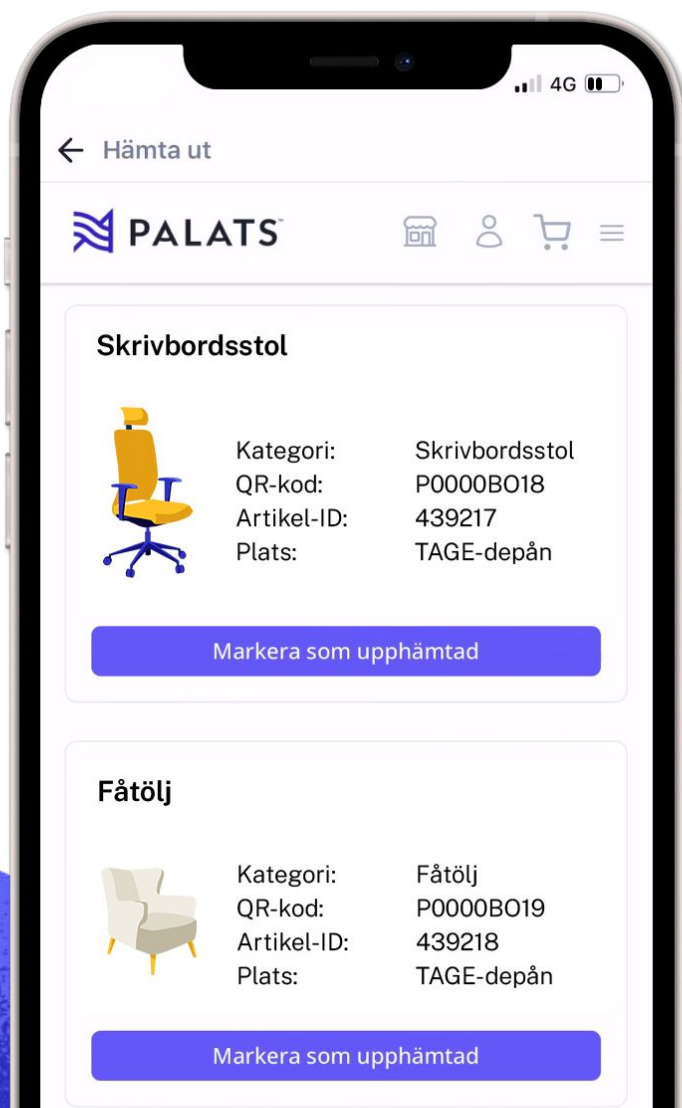 4G
Hämta ut
PALATS
Skrivbordsstol
Kategori: Skrivbordsstol
QR-kod: P0000BO18
Artikel-ID: 439217
Plats: TAGE-depån
Markera som upphämtad
Fåtölj
Kategori: Fåtölj
QR-kod: P0000BO19
Artikel-ID: 439218
Plats: TAGE-depån
Markera som upphämtad